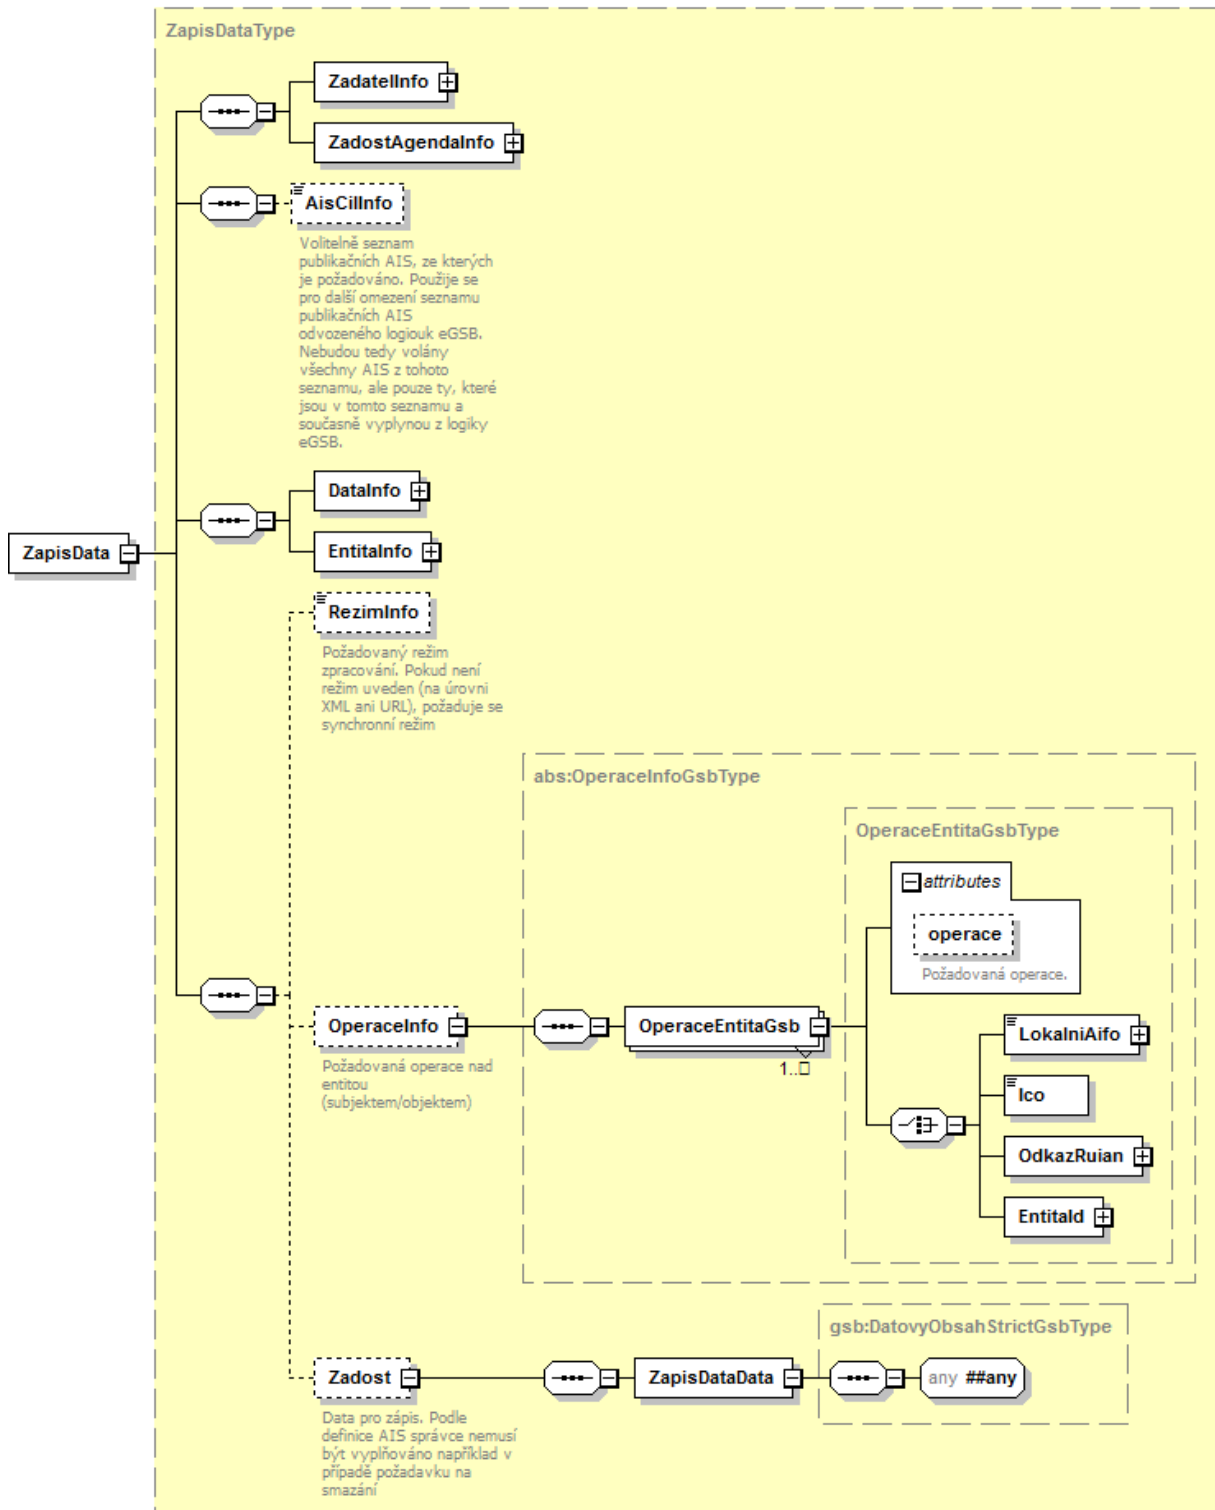 ZapisDataType
ZadatelInfo
ZadostAgendaInfo
AisCilInfo
Volitelně seznam
publikačních AIS, ze kterých
je požadováno. Použije se
pro další omezení seznamu
publikačních AIS
odvozeného logiouk eGSB.
Nebudou tedy volány
všechny AIS z tohoto
seznamu, ale pouze ty, které
jsou v tomto seznamu a
současně vyplynou z logiky
eGSB.
DataInfo
ZapisData
EntitaInfo
RezimInfo
Požadovaný režim
zpracování. Pokud není
režim uveden (na úrovni
XML ani URL), požaduje se
synchronní režim
abs:OperaceInfoGsbType
OperaceEntitaGsbType
attributes
operace
Požadovaná operace.
OperaceInfo
Požadovaná operace nad
entitou
(subjektem/objektem)
OperaceEntitaGsb
1..□
LokalniAifo
Ico
OdkazRuian
EntitaId
gsb:DatovyObsahStrictGsbType
Zadost
ZapisDataData
any ##any
Data pro zápis. Podle
definice AIS správce nemusí
být vyplňováno například v
případě požadavku na
smazání